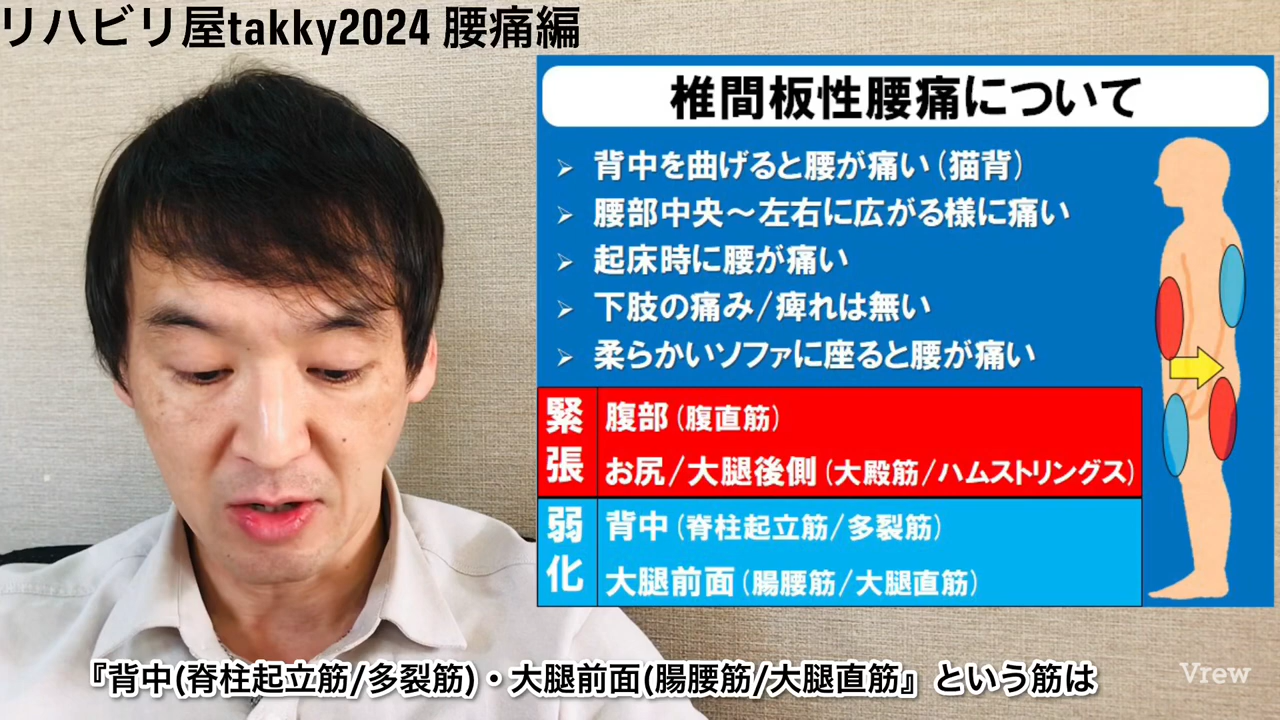 リハビリ屋takky2024 腰痛編
椎間板性腰痛について
➢ 背中を曲げると腰が痛い(猫背)
➢ 腰部中央～左右に広がる様に痛い
➢ 起床時に腰が痛い
➢ 下肢の痛み/痺れは無い
➢ 柔らかいソファに座ると腰が痛い
緊張
腹部(腹直筋)
お尻/大腿後側(大殿筋/ハムストリングス)
弱化
背中(脊柱起立筋/多裂筋)
大腿前面(腸腰筋/大腿直筋)
『背中(脊柱起立筋/多裂筋)・大腿前面(腸腰筋/大腿直筋』という筋は
Vrew